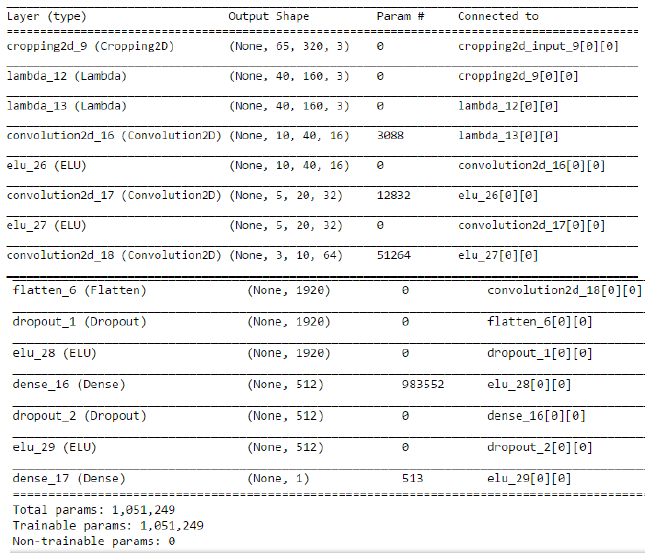 Layer (type) Output Shape Param # Connected to
cropping2d_9 (Cropping2D) (None, 65, 320, 3) 0 cropping2d_input_9[0][0]
lambda_12 (Lambda) (None, 40, 160, 3) 0 cropping2d_9[0][0]
lambda_13 (Lambda) (None, 40, 160, 3) 0 lambda_12[0][0]
convolution2d_16 (Convolution2D) (None, 10, 40, 16) 3088 lambda_13[0][0]
elu_26 (ELU) (None, 10, 40, 16) 0 convolution2d_16[0][0]
convolution2d_17 (Convolution2D) (None, 5, 20, 32) 12832 elu_26[0][0]
elu_27 (ELU) (None, 5, 20, 32) 0 convolution2d_17[0][0]
convolution2d_18 (Convolution2D) (None, 3, 10, 64) 51264 elu_27[0][0]
flatten_6 (Flatten) (None, 1920) 0 convolution2d_18[0][0]
dropout_1 (Dropout) (None, 1920) 0 flatten_6[0][0]
elu_28 (ELU) (None, 1920) 0 dropout_1[0][0]
dense_16 (Dense) (None, 512) 983552 elu_28[0][0]
dropout_2 (Dropout) (None, 512) 0 dense_16[0][0]
elu_29 (ELU) (None, 512) 0 dropout_2[0][0]
dense_17 (Dense) (None, 1) 513 elu_29[0][0]
Total params: 1,051,249
Trainable params: 1,051,249
Non-trainable params: 0